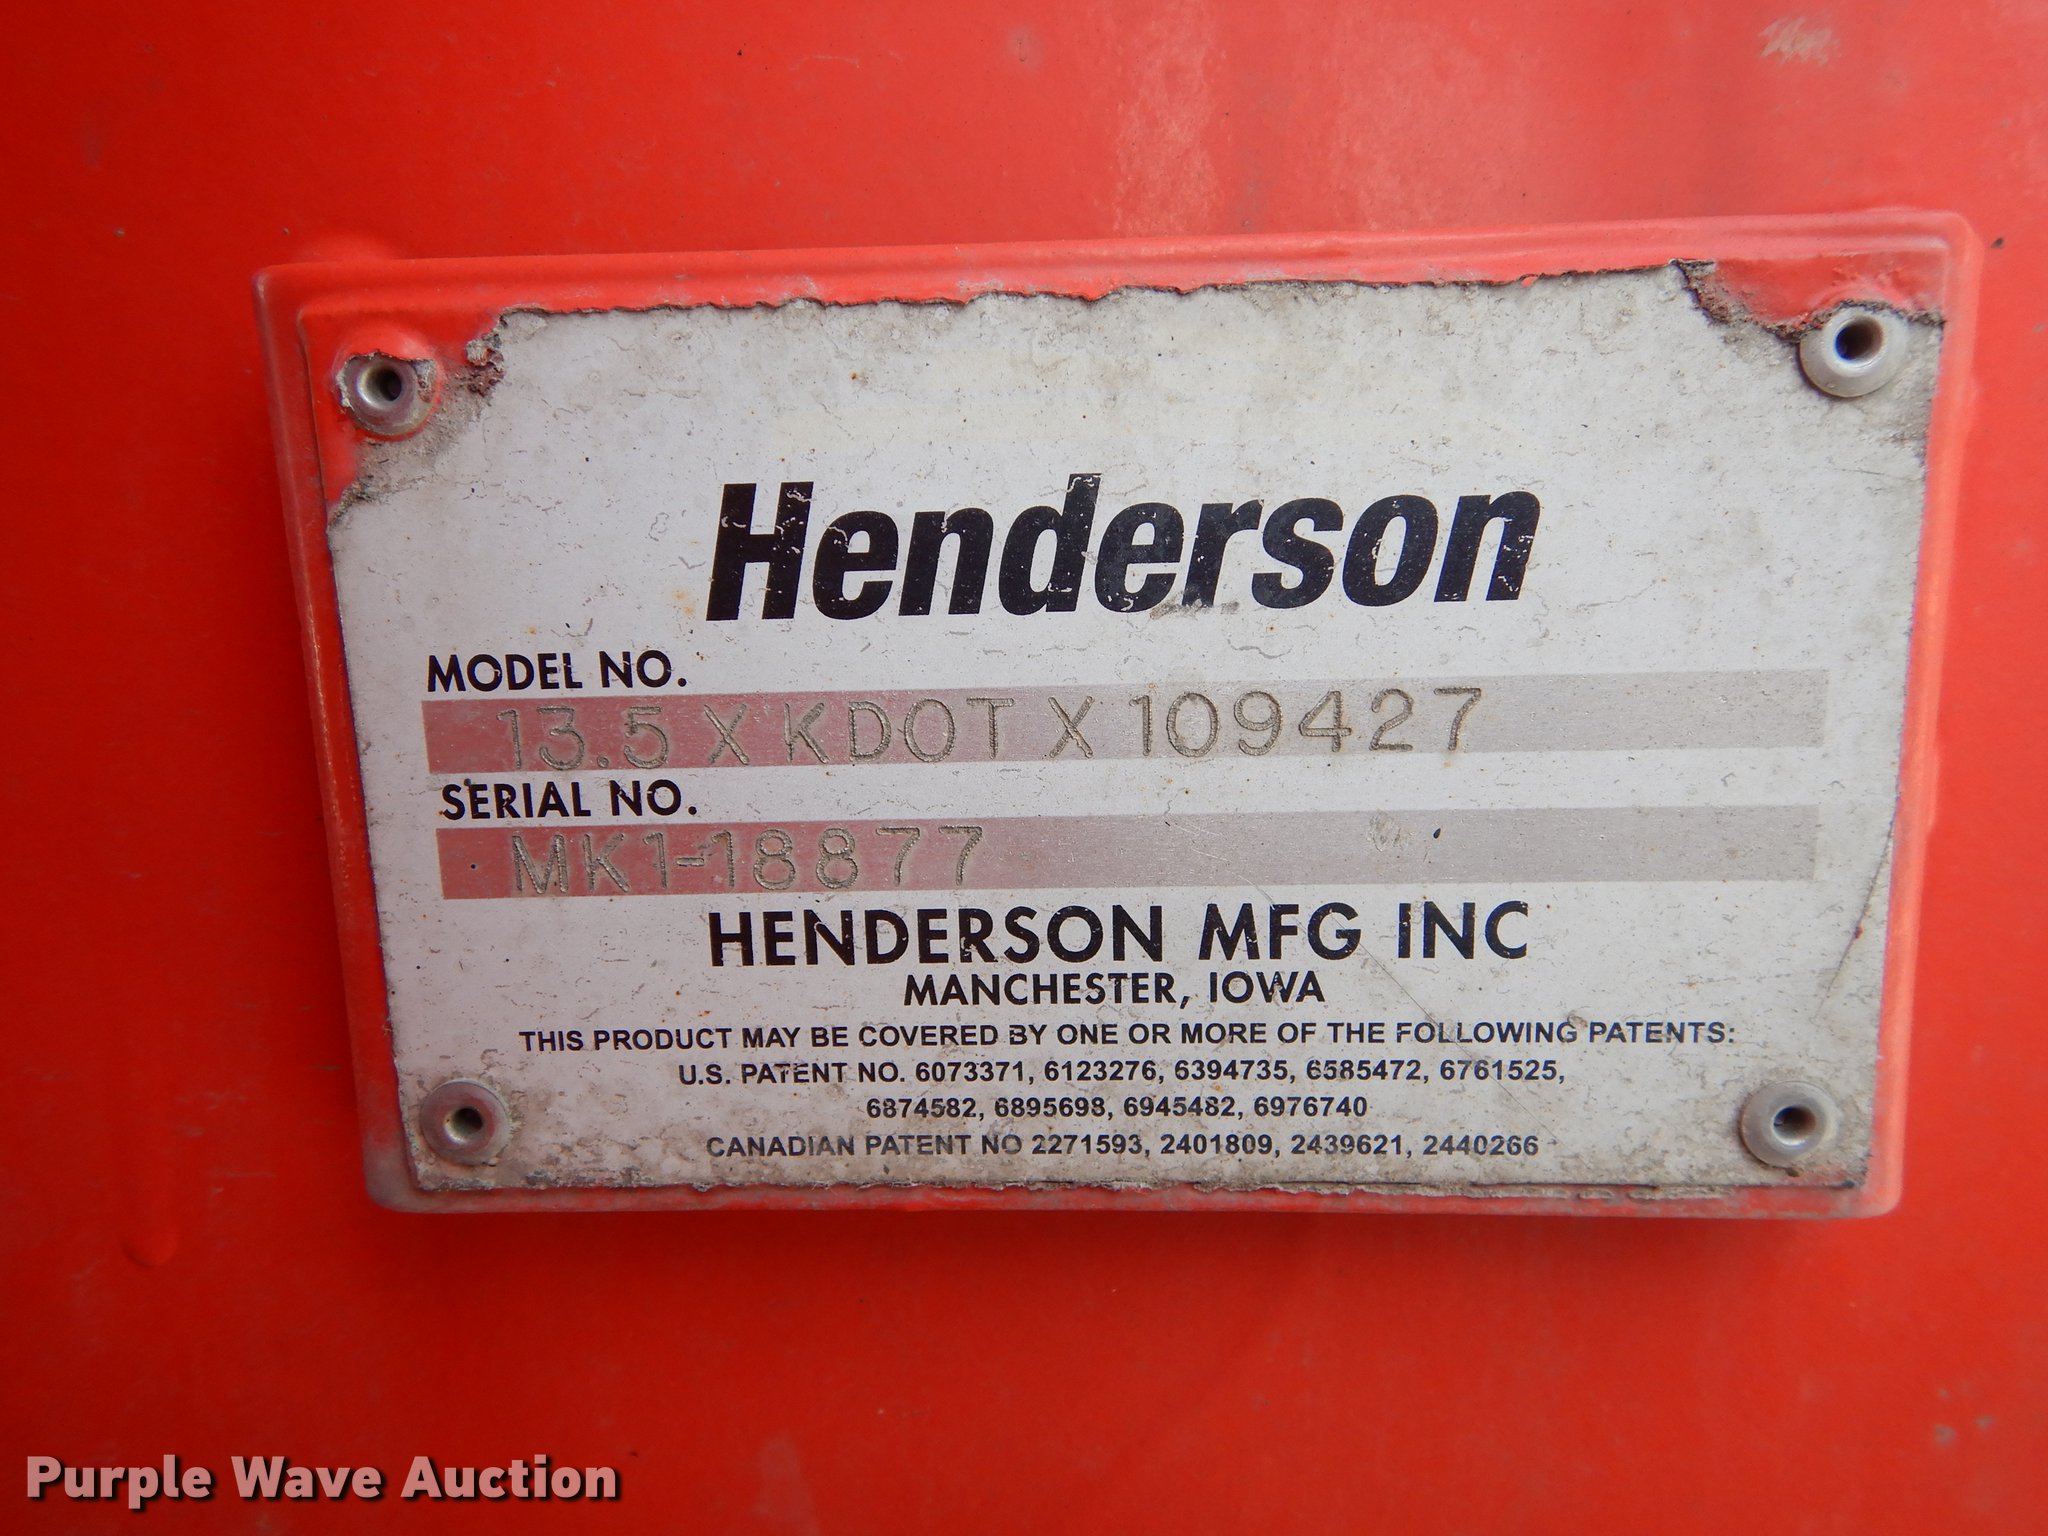 Henderson
MODEL NO.
13.5 X KDOT X 109427
SERIAL NO.
MK1-18877
HENDERSON MFG INC
MANCHESTER, IOWA
THIS PRODUCT MAY BE COVERED BY ONE OR MORE OF THE FOLLOWING PATENTS:
U.S. PATENT NO. 6073371, 6123276, 6394735, 6585472, 6761525,
6874582, 6895698, 6945482, 6976740
CANADIAN PATENT NO 2271593, 2401809, 2439621, 2440266
Purple Wave Auction